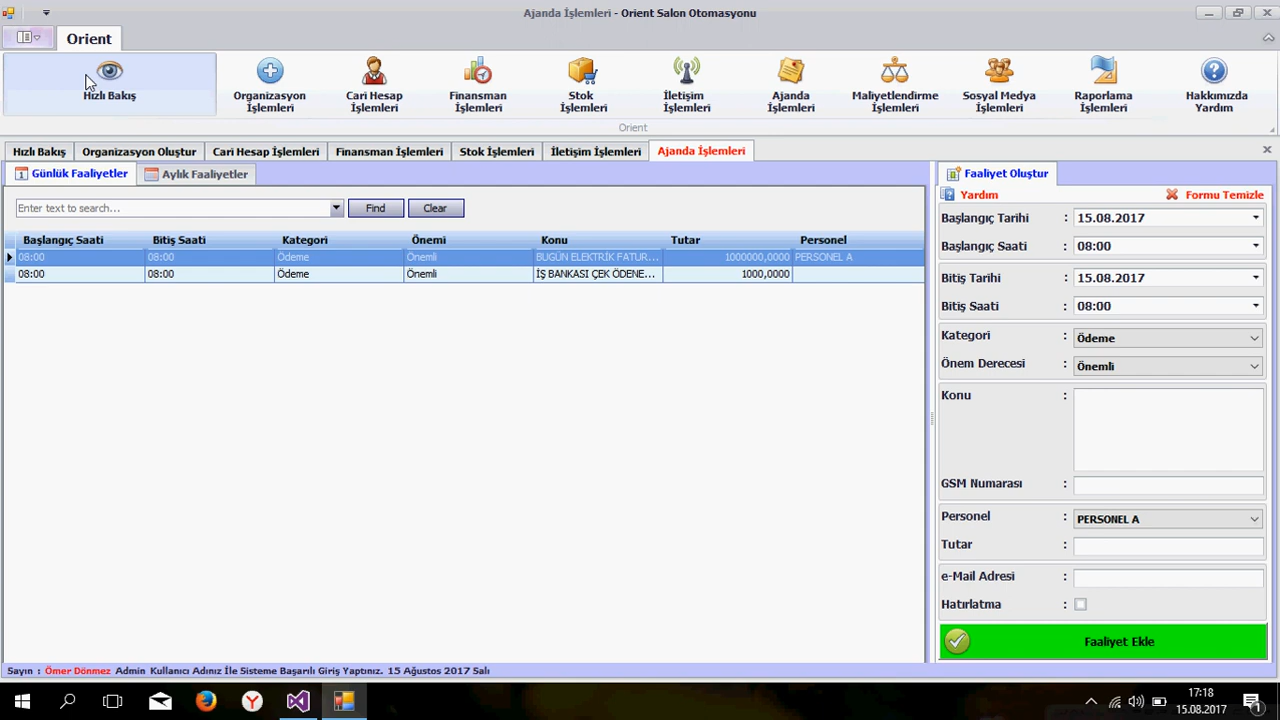 Ajanda İşlemleri - Orient Salon Otomasyonu
Orient
Hızlı Bakış
Organizasyon İşlemleri
Cari Hesap İşlemleri
Finansman İşlemleri
Stok İşlemleri
İletişim İşlemleri
Ajanda İşlemleri
Maliyetlendirme İşlemleri
Sosyal Medya İşlemleri
Raporlama İşlemleri
Hakkımızda Yardım
Orient
Hızlı Bakış Organizasyon Oluştur Cari Hesap İşlemleri Finansman İşlemleri Stok İşlemleri İletişim İşlemleri Ajanda İşlemleri
Günlük Faaliyetler Aylık Faaliyetler
Enter text to search... Find Clear
Başlangıç Saati Bitiş Saati Kategori Önemi Konu Tutar Personel
08:00 08:00 Ödeme Önemli BUGÜN ELEKTRİK FATUR... 1000000,0000 PERSONEL A
08:00 08:00 Ödeme Önemli İŞ BANKASI ÇEK ÖDENE... 1000,0000
Faaliyet Oluştur
Yardım Formu Temizle
Başlangıç Tarihi : 15.08.2017
Başlangıç Saati : 08:00
Bitiş Tarihi : 15.08.2017
Bitiş Saati : 08:00
Kategori : Ödeme
Önem Derecesi : Önemli
Konu :
GSM Numarası :
Personel : PERSONEL A
Tutar :
e-Mail Adresi :
Hatırlatma :
Faaliyet Ekle
Sayın : Ömer Dönmez Admin Kullanıcı Adınız İle Sisteme Başarılı Giriş Yaptınız. 15 Ağustos 2017 Salı
17:18
15.08.2017
1